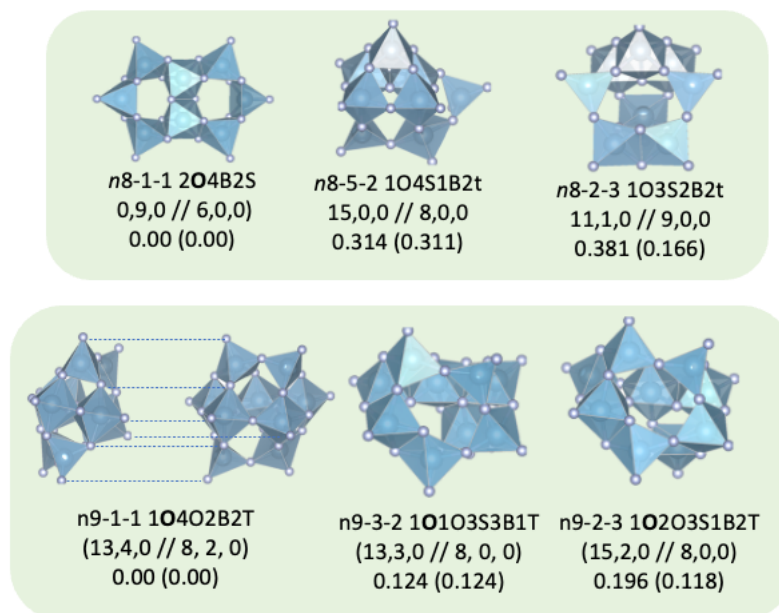 n8-1-1 2O4B2S
0,9,0 // 6,0,0)
0.00 (0.00)
n8-5-2 1O4S1B2t
15,0,0 // 8,0,0
0.314 (0.311)
n8-2-3 1O3S2B2t
11,1,0 // 9,0,0
0.381 (0.166)
n9-1-1 1O4O2B2T
(13,4,0 // 8, 2, 0)
0.00 (0.00)
n9-3-2 1O1O3S3B1T
(13,3,0 // 8, 0, 0)
0.124 (0.124)
n9-2-3 1O2O3S1B2T
(15,2,0 // 8,0,0)
0.196 (0.118)